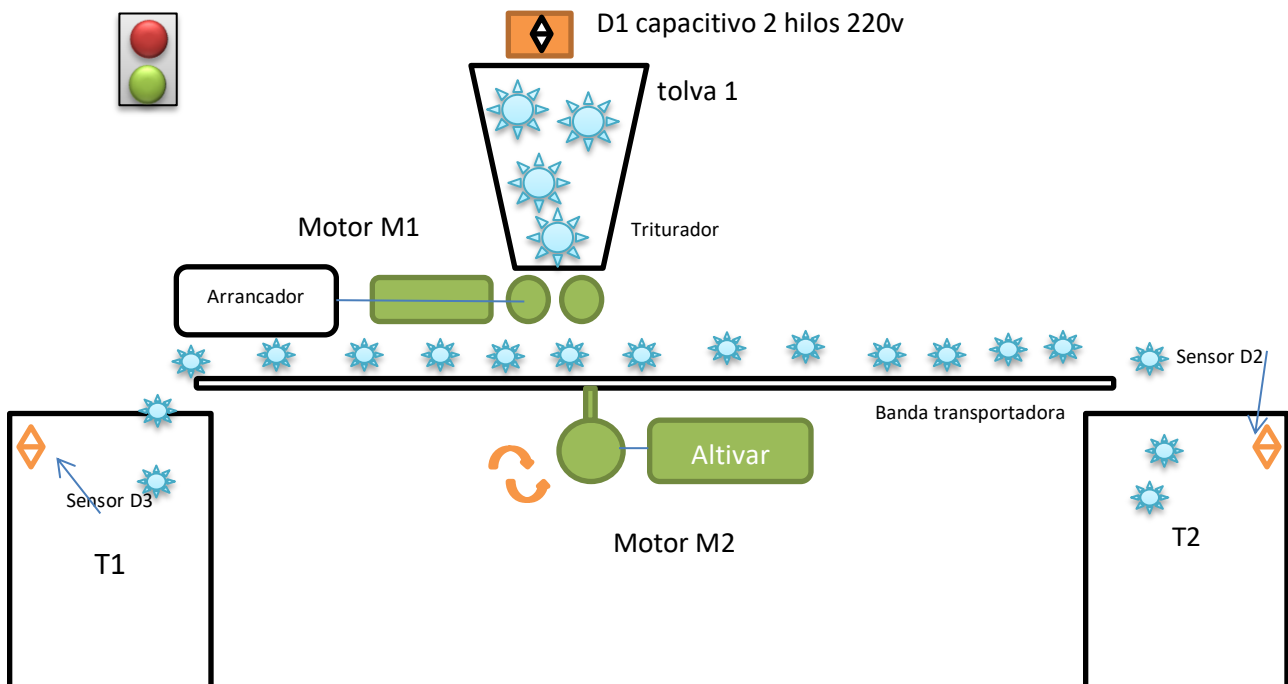 D1 capacitivo 2 hilos 220v
tolva 1
Motor M1
Triturador
Arrancador
Sensor D2
Banda transportadora
Altivar
Sensor D3
T1
Motor M2
T2